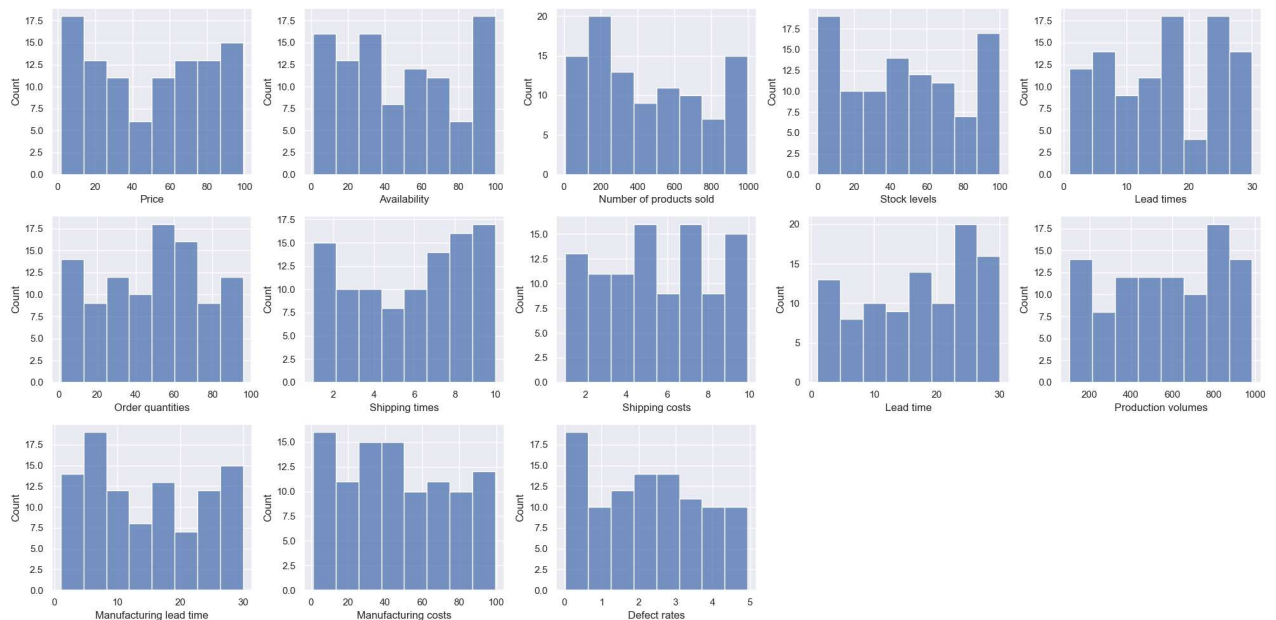 Count
17.5
15.0
12.5
10.0
7.5
5.0
2.5
0.0
0 20 40 60 80 100
Price
Count
17.5
15.0
12.5
10.0
7.5
5.0
2.5
0.0
0 20 40 60 80 100
Availability
Count
20
15
10
5
0
0 200 400 600 800 1000
Number of products sold
Count
17.5
15.0
12.5
10.0
7.5
5.0
2.5
0.0
0 20 40 60 80 100
Stock levels
Count
17.5
15.0
12.5
10.0
7.5
5.0
2.5
0.0
0 10 20 30
Lead times
Count
17.5
15.0
12.5
10.0
7.5
5.0
2.5
0.0
0 20 40 60 80 100
Order quantities
Count
17.5
15.0
12.5
10.0
7.5
5.0
2.5
0.0
2 4 6 8 10
Shipping times
Count
15.0
12.5
10.0
7.5
5.0
2.5
0.0
2 4 6 8 10
Shipping costs
Count
20
15
10
5
0
0 10 20 30
Lead time
Count
17.5
15.0
12.5
10.0
7.5
5.0
2.5
0.0
200 400 600 800 1000
Production volumes
Count
17.5
15.0
12.5
10.0
7.5
5.0
2.5
0.0
0 10 20 30
Manufacturing lead time
Count
15.0
12.5
10.0
7.5
5.0
2.5
0.0
0 20 40 60 80 100
Manufacturing costs
Count
17.5
15.0
12.5
10.0
7.5
5.0
2.5
0.0
0 1 2 3 4 5
Defect rates